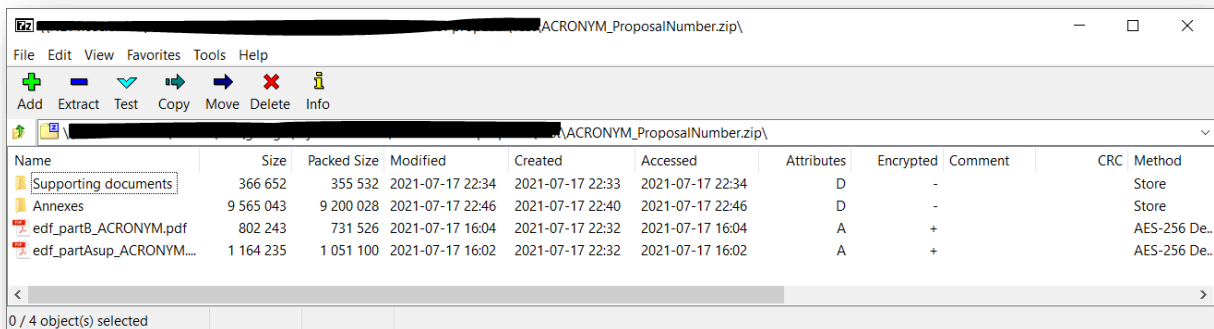 7z \ACRONYM_ProposalNumber.zip\
File Edit View Favorites Tools Help
Add Extract Test Copy Move Delete Info
\ \ACRONYM_ProposalNumber.zip\
Name Size Packed Size Modified Created Accessed Attributes Encrypted Comment CRC Method
Supporting documents 366 652 355 532 2021-07-17 22:34 2021-07-17 22:33 2021-07-17 22:34 D - Store
Annexes 9 565 043 9 200 028 2021-07-17 22:46 2021-07-17 22:40 2021-07-17 22:46 D - Store
edf_partB_ACRONYM.pdf 802 243 731 526 2021-07-17 16:04 2021-07-17 22:32 2021-07-17 16:04 A + AES-256 De..
edf_partAsup_ACRONYM.... 1 164 235 1 051 100 2021-07-17 16:02 2021-07-17 22:32 2021-07-17 16:02 A + AES-256 De..
0 / 4 object(s) selected